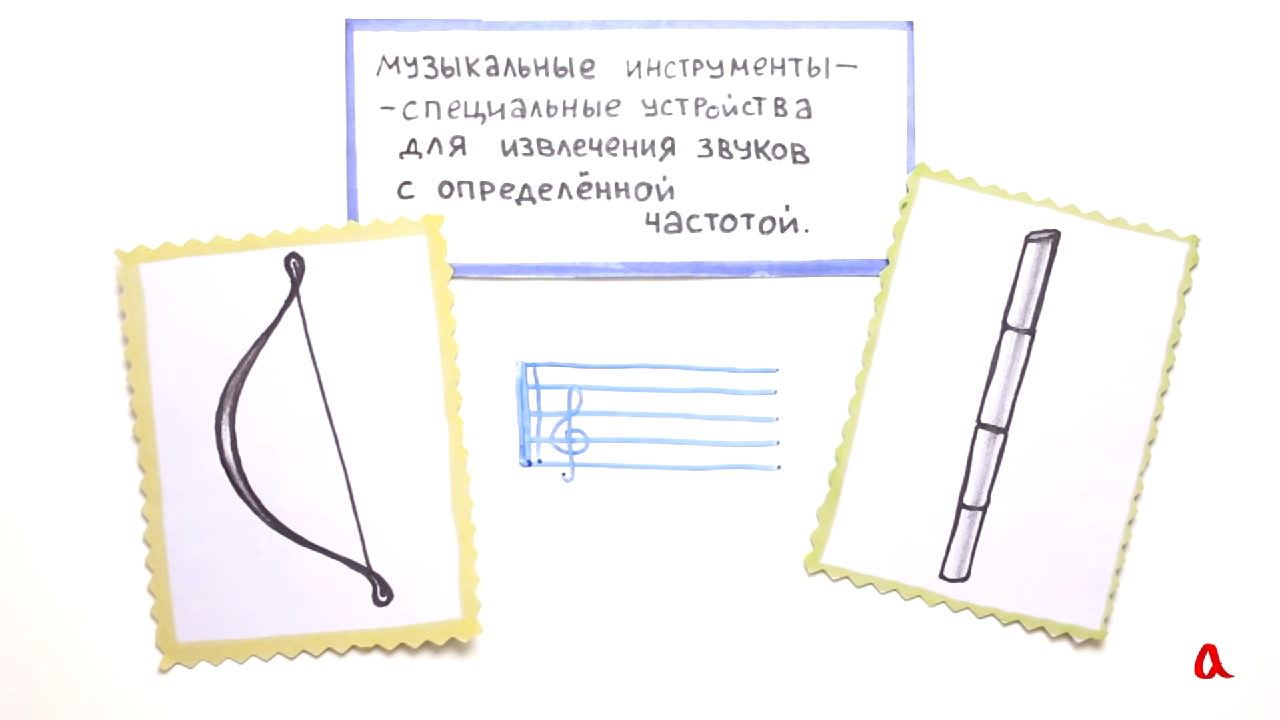 музыкальные инструменты—
-специальные устройства
для извлечения звуков
с определённой
частотой.
a